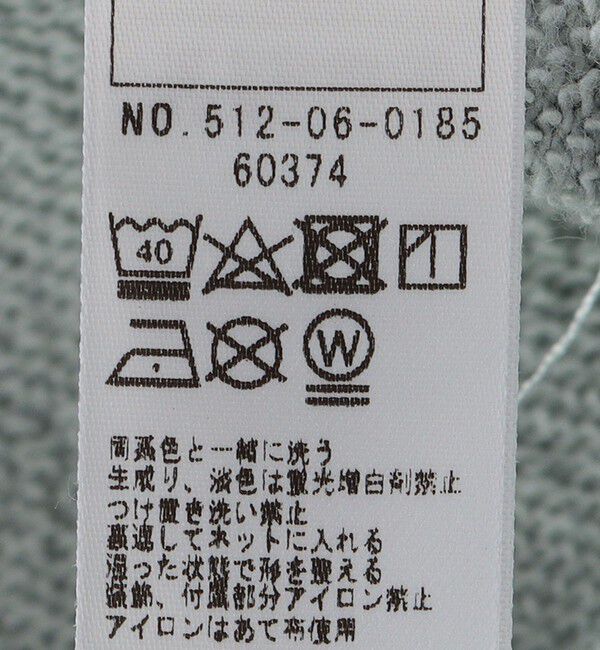 NO.512-06-0185
60374
40
W
同系色と一緒に洗う
生成り、淡色は蛍光増白剤禁止
つけ置き洗い禁止
裏返してネットに入れる
湿った状態で形を整える
装飾、付属部分アイロン禁止
アイロンはあて布使用